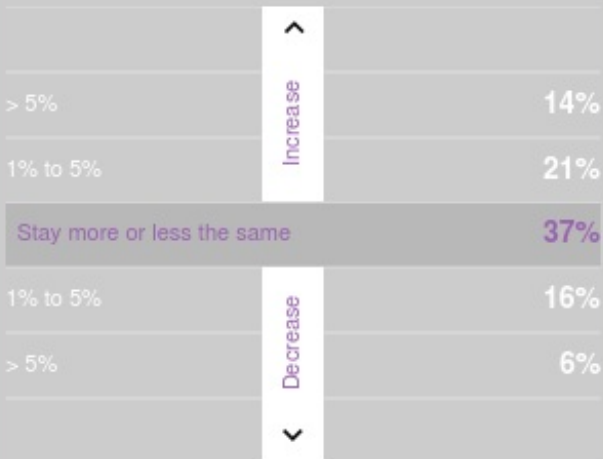 > 5%
14%
Increase
1% to 5%
21%
Stay more or less the same
37%
1% to 5%
16%
Decrease
> 5%
6%